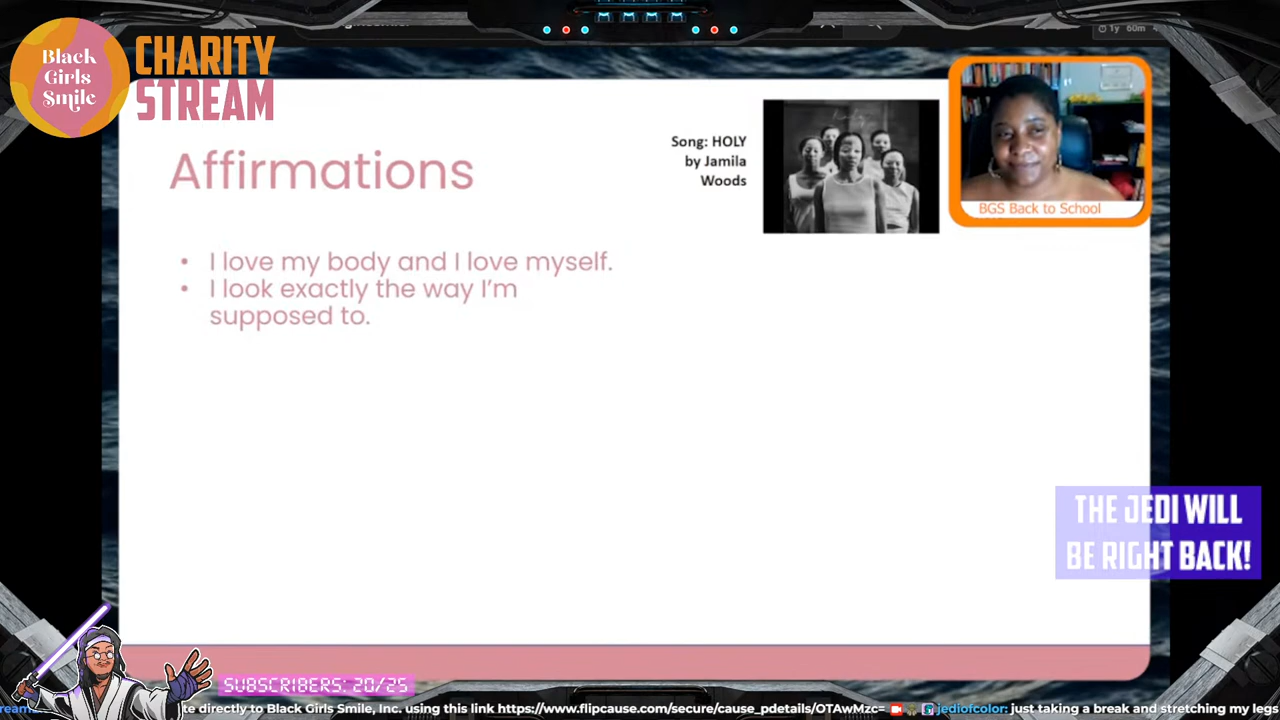 Black
Girls
Smile
CHARITY
STREAM
1y 60m
Affirmations
Song: HOLY
by Jamila
Woods
BGS Back to School
• I love my body and I love myself.
• I look exactly the way I’m
supposed to.
THE JEDI WILL
BE RIGHT BACK!
SUBSCRIBERS: 20/25
te directly to Black Girls Smile, Inc. using this link https://www.flipcause.com/secure/cause_pdetails/OTAwMzc= jediofcolor: just taking a break and stretching my legs